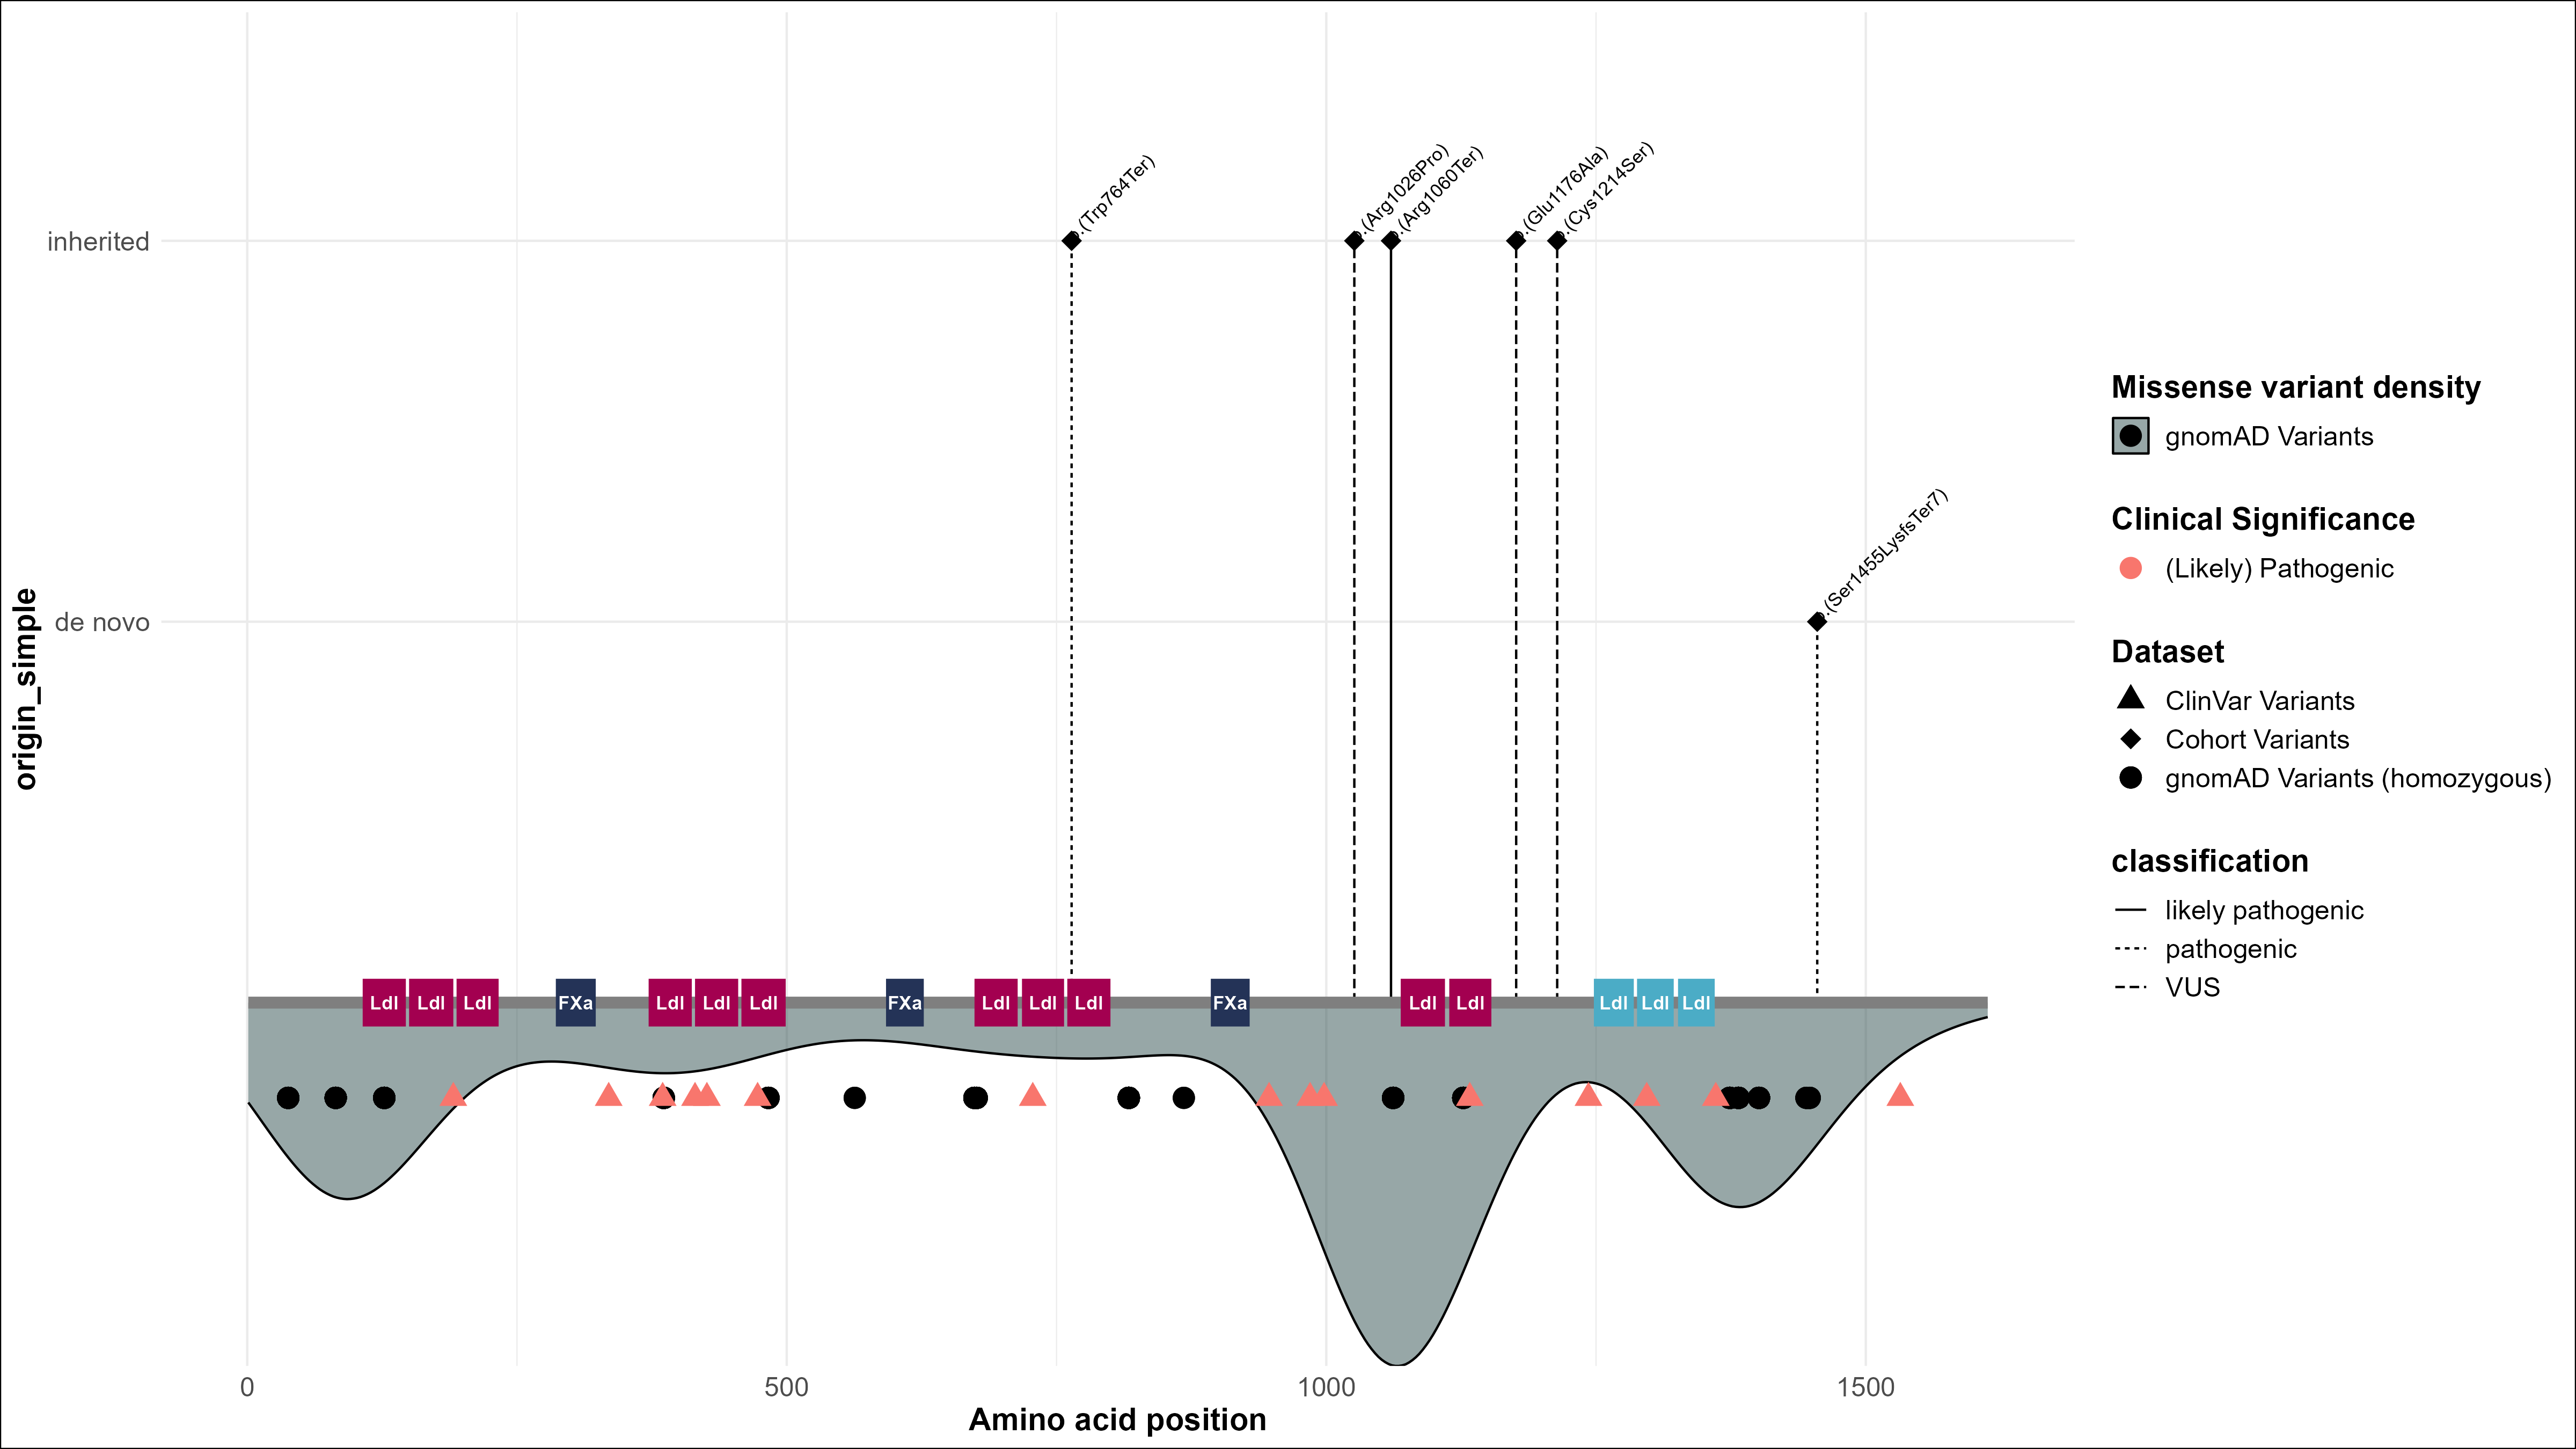 p.(Trp764Ter)
p.(Arg1026Pro)
p.(Arg1060Ter)
p.(Glu1176Ala)
p.(Cys1214Ser)
inherited
p.(Ser1455LysfsTer7)
de novo
origin_simple
Ldl Ldl Ldl FXa Ldl Ldl Ldl FXa Ldl Ldl Ldl FXa Ldl Ldl Ldl Ldl Ldl
0 500 1000 1500
Amino acid position
Missense variant density
gnomAD Variants
Clinical Significance
(Likely) Pathogenic
Dataset
ClinVar Variants
Cohort Variants
gnomAD Variants (homozygous)
classification
likely pathogenic
pathogenic
VUS